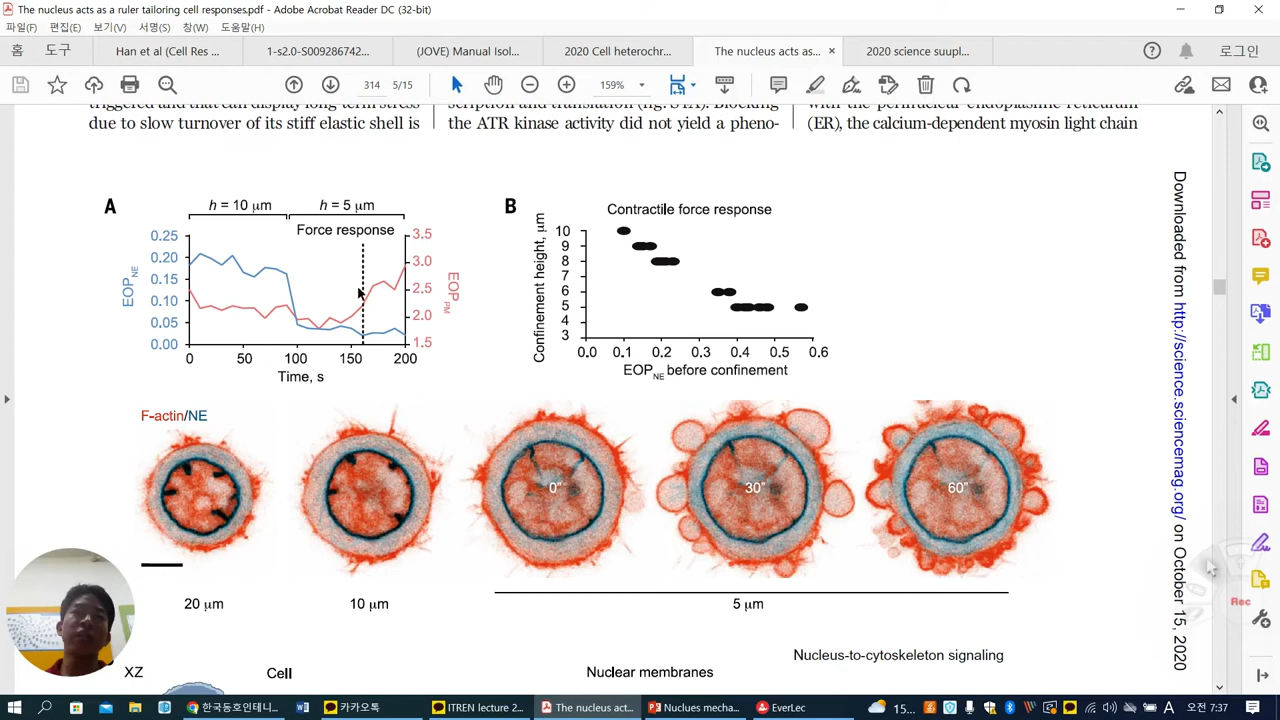 The nucleus acts as a ruler tailoring cell responses.pdf - Adobe Acrobat Reader DC (32-bit)
파일(F) 편집(E) 보기(V) 서명(S) 창(W) 도움말(H)
홈 도구 Han et al (Cell Res ... 1-s2.0-S009286742... (JOVE) Manual Isol... 2020 Cell heterochr... The nucleus acts as... × 2020 science suupl... 로그인
314 5/15 159%
triggered and that can display long-term stress
due to slow turnover of its stiff elastic shell is
scription and translation (fig. S1A). Blocking
the ATR kinase activity did not yield a pheno-
with the perinuclear endoplasmic reticulum
(ER), the calcium-dependent myosin light chain
A
h = 10 μm h = 5 μm
Force response
EOP NE
0.25
0.20
0.15
0.10
0.05
0.00
3.5
3.0
2.5
2.0
1.5
EOP PM
0 50 100 150 200
Time, s
B
Contractile force response
Confinement height, μm
10
9
8
7
6
5
4
3
0.0 0.1 0.2 0.3 0.4 0.5 0.6
EOP NE before confinement
F-actin/NE
0" 30" 60"
20 μm 10 μm 5 μm
XZ Cell Nuclear membranes Nucleus-to-cytoskeleton signaling
Downloaded from http://science.sciencemag.org/ on October 15, 2020
Rec
한국동호인테니... 카카오톡 ITREN lecture 2... The nucleus act... Nuclues mecha... EverLec 15... A 오전 7:37